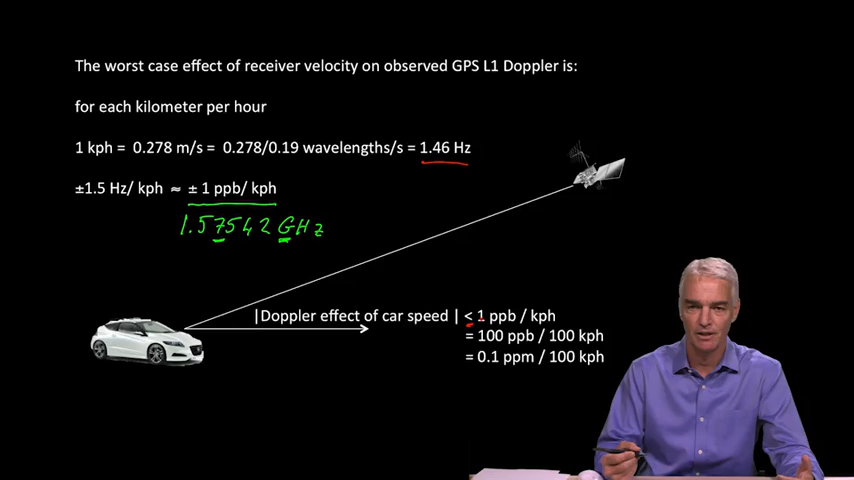 The worst case effect of receiver velocity on observed GPS L1 Doppler is:
for each kilometer per hour
1 kph = 0.278 m/s = 0.278/0.19 wavelengths/s = 1.46 Hz
±1.5 Hz/ kph ≈ ± 1 ppb/ kph
1.57542 GHz
|Doppler effect of car speed | < 1 ppb / kph
= 100 ppb / 100 kph
= 0.1 ppm / 100 kph